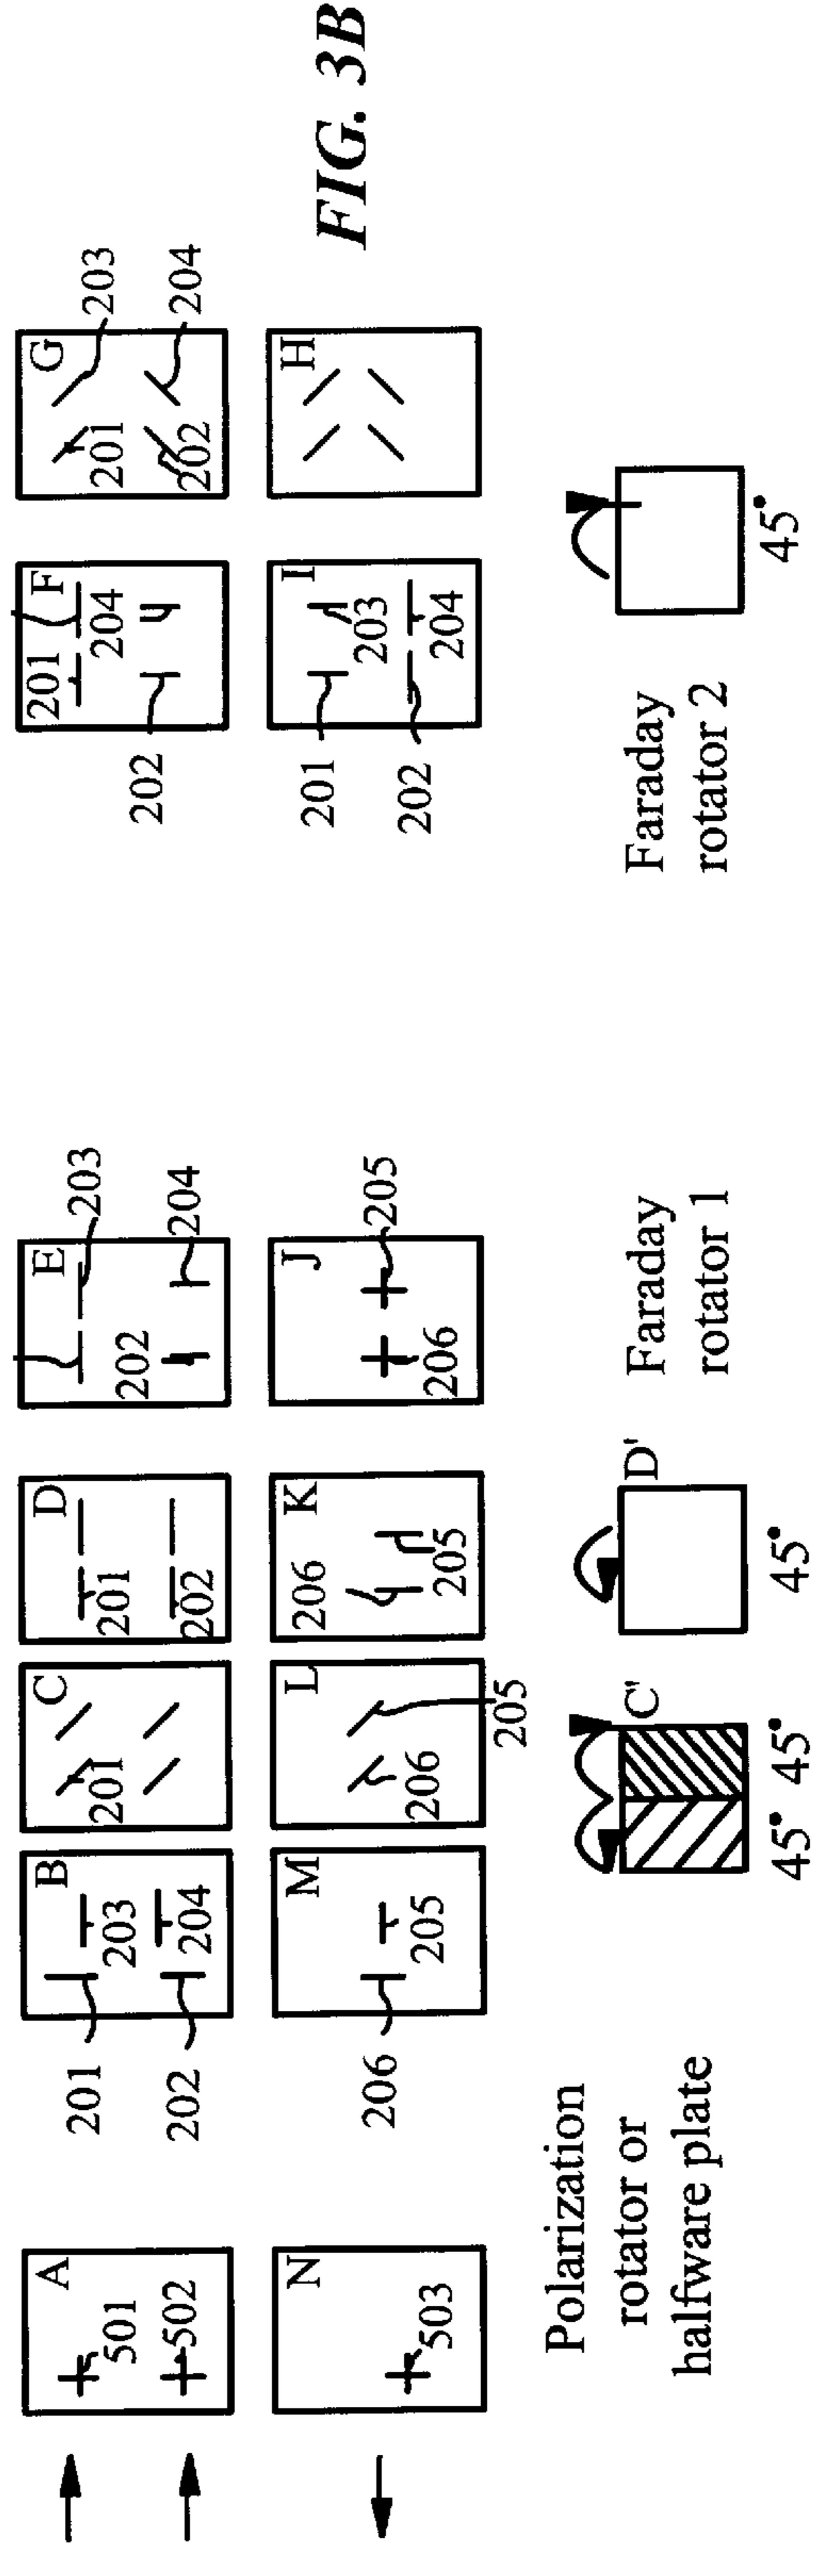 A
501
502
B
201
203
202
204
C
201
D
201
202
E
203
202
204
F
201
204
202
G
203
201
204
202
N
503
M
206
205
L
206
205
K
206
205
J
205
206
I
201
203
202
204
H
Polarization
rotator or
halfware plate
C'
45° 45°
D'
45°
Faraday
rotator 1
Faraday
rotator 2
45°
FIG. 3B